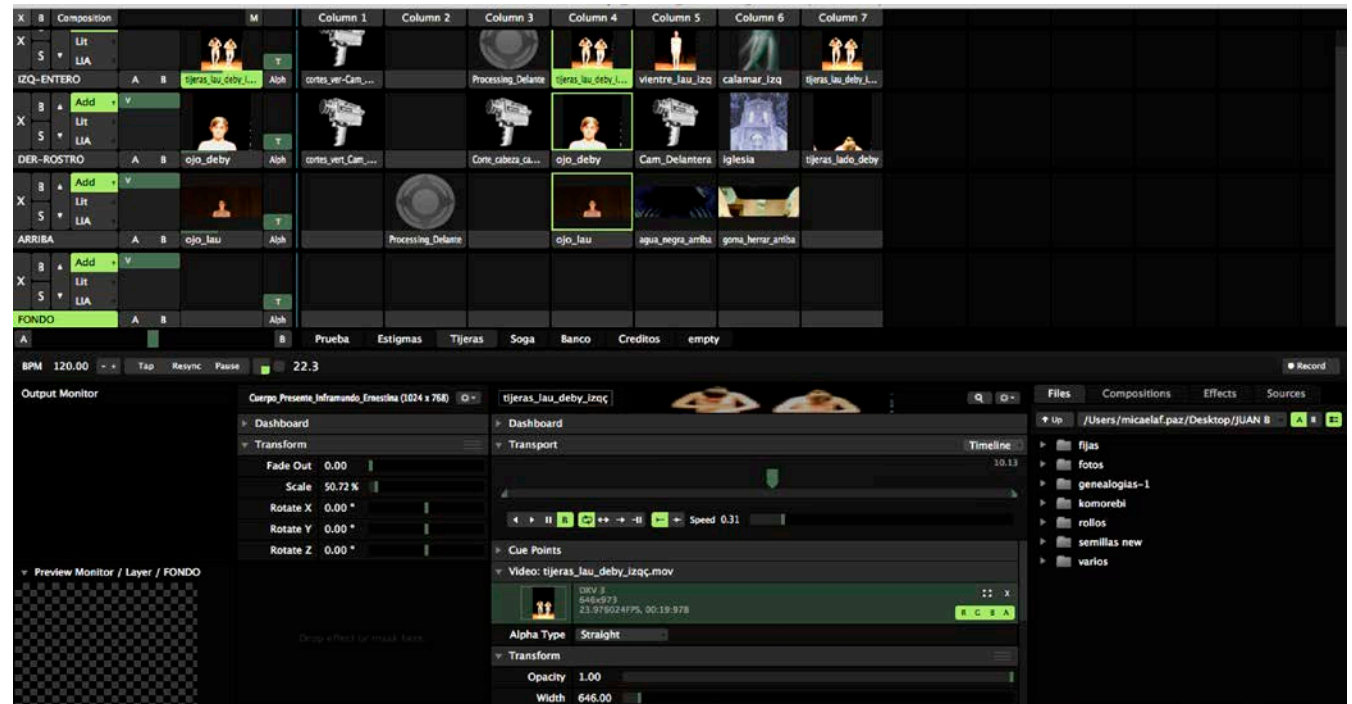 X B Composition M Column 1 Column 2 Column 3 Column 4 Column 5 Column 6 Column 7
X Lit
S LIA T
IZQ-ENTERO A B tijeras_lau_deby_i... Alph cortes_ver-Cam_... Processing_Delante tijeras_lau_deby_i... vientre_lau_izq calamar_izq tijeras_lau_deby_i...
B Add V
X Lit
S LIA T
DER-ROSTRO A B ojo_deby Alph cortes_vert_Cam_... Corte_cabeza_ca... ojo_deby Cam_Delantera iglesia tijeras_lado_deby
B Add V
X Lit
S LIA T
ARRIBA A B ojo_lau Alph Processing_Delante ojo_lau agua_negra_arriba goma_herrar_arriba
B Add V
X Lit
S LIA T
FONDO A B Alph
A B Prueba Estigmas Tijeras Soga Banco Creditos empty
BPM 120.00 - + Tap Resync Pause 22.3 Record
Output Monitor Cuerpo_Presente_Inframundo_Ernestina (1024 x 768) tijeras_lau_deby_izqç Files Compositions Effects Sources
Dashboard Dashboard Up /Users/micaelaf.paz/Desktop/JUAN B A B
Transform Transport Timeline fijas
Fade Out 0.00 10.13 fotos
Scale 50.72 % genealogias-1
Rotate X 0.00 ° komorebi
Rotate Y 0.00 ° R Speed 0.31 rollos
Rotate Z 0.00 ° Cue Points semillas new
Preview Monitor / Layer / FONDO Video: tijeras_lau_deby_izqç.mov varios
DXV 3 X
646x973
23.976024FPS, 00:19:978 R G B A
Drop effect or mask here. Alpha Type Straight
Transform
Opacity 1.00
Width 646.00